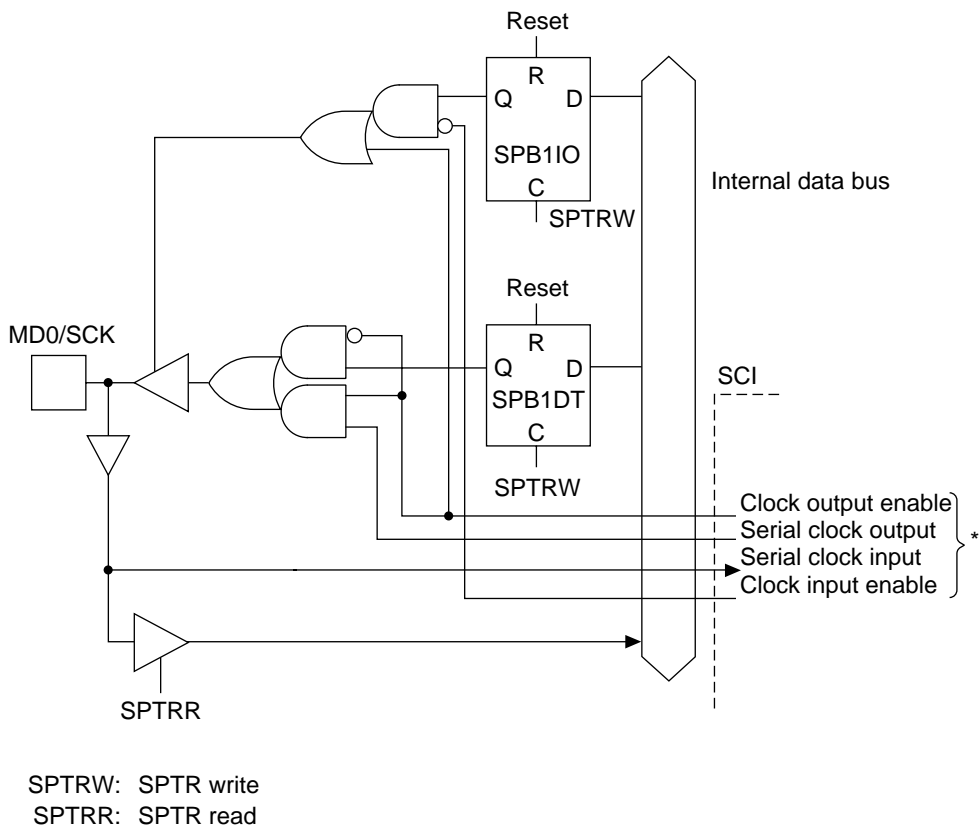 Reset
R
Q
D
SPB1IO
C
SPTRW
Internal data bus
Reset
R
Q
D
SPB1DT
C
SPTRW
MD0/SCK
SCI
Clock output enable
Serial clock output
Serial clock input
Clock input enable
*
SPTRR
SPTRW: SPTR write
SPTRR: SPTR read